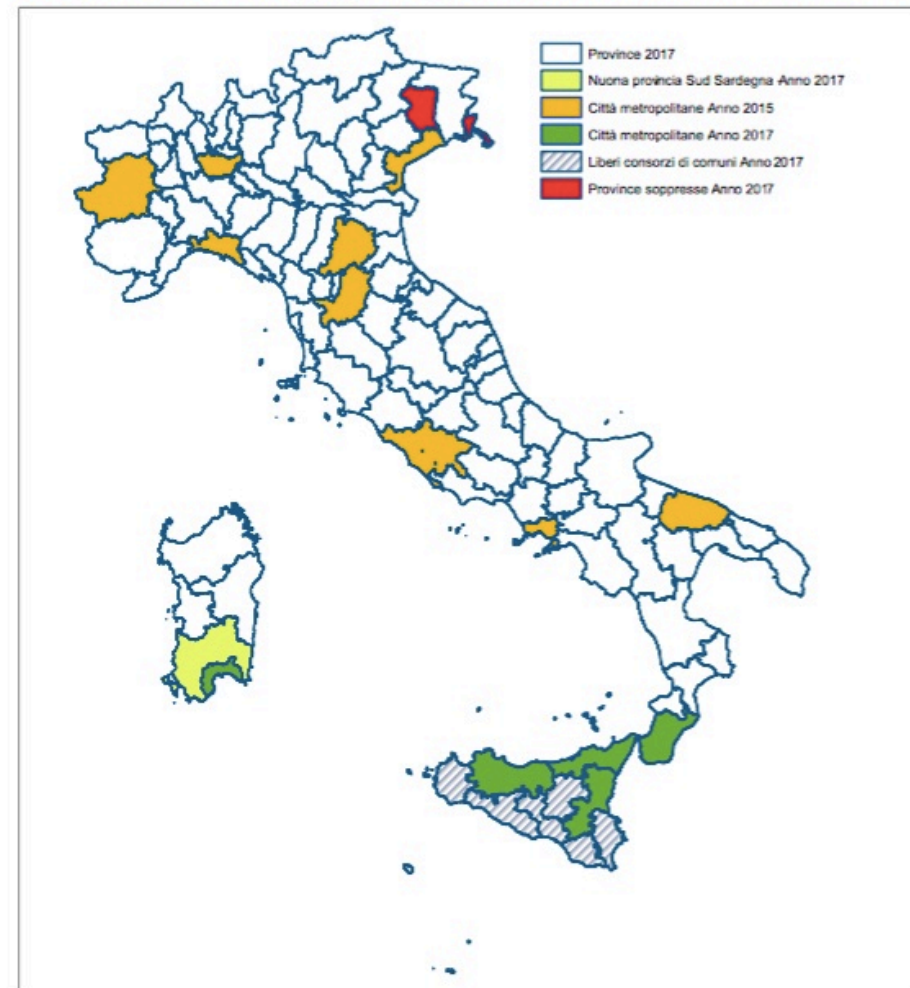 Province 2017
Nuona provincia Sud Sardegna Anno 2017
Città metropolitane Anno 2015
Città metropolitane Anno 2017
Liberi consorzi di comuni Anno 2017
Province soppresse Anno 2017